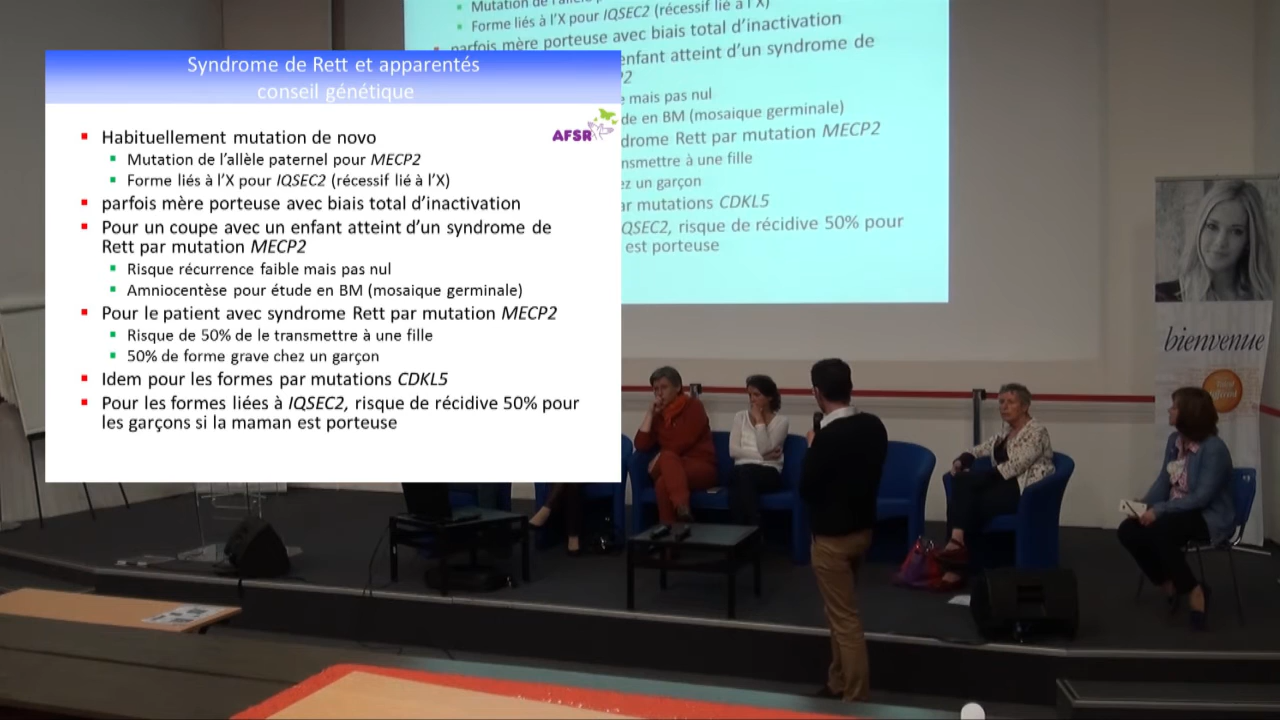 Syndrome de Rett et apparentés
conseil génétique
AFSR
Habituellement mutation de novo
Mutation de l'allèle paternel pour MECP2
Forme liés à l'X pour IQSEC2 (récessif lié à l'X)
parfois mère porteuse avec biais total d'inactivation
Pour un coupe avec un enfant atteint d'un syndrome de
Rett par mutation MECP2
Risque récurrence faible mais pas nul
Amniocentèse pour étude en BM (mosaique germinale)
Pour le patient avec syndrome Rett par mutation MECP2
Risque de 50% de le transmettre à une fille
50% de forme grave chez un garçon
Idem pour les formes par mutations CDKL5
Pour les formes liées à IQSEC2, risque de récidive 50% pour
les garçons si la maman est porteuse
Forme liés à l'X pour IQSEC2 (récessif lié à l'X)
parfois mère porteuse avec biais total d'inactivation
enfant atteint d'un syndrome de
mais pas nul
de en BM (mosaique germinale)
drome Rett par mutation MECP2
nsmettre à une fille
ez un garçon
ar mutations CDKL5
QSEC2, risque de récidive 50% pour
est porteuse
bienvenue